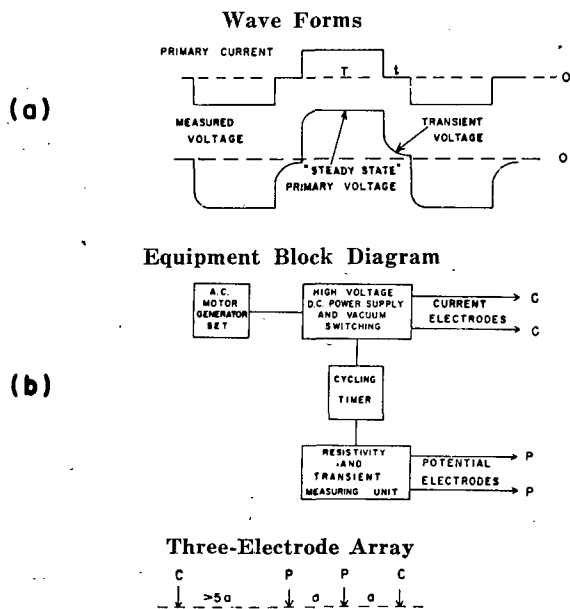 Wave Forms
PRIMARY CURRENT
T
t
O
(a)
MEASURED
VOLTAGE
TRANSIENT
VOLTAGE
O
"STEADY STATE"
PRIMARY VOLTAGE
Equipment Block Diagram
A.C.
MOTOR
GENERATOR
SET
HIGH VOLTAGE
D.C. POWER SUPPLY
AND VACUUM
SWITCHING
CURRENT
ELECTRODES
C
C
(b)
CYCLING
TIMER
RESISTIVITY
AND
TRANSIENT
MEASURING UNIT
POTENTIAL
ELECTRODES
P
P
Three-Electrode Array
C P P C
>5a a a